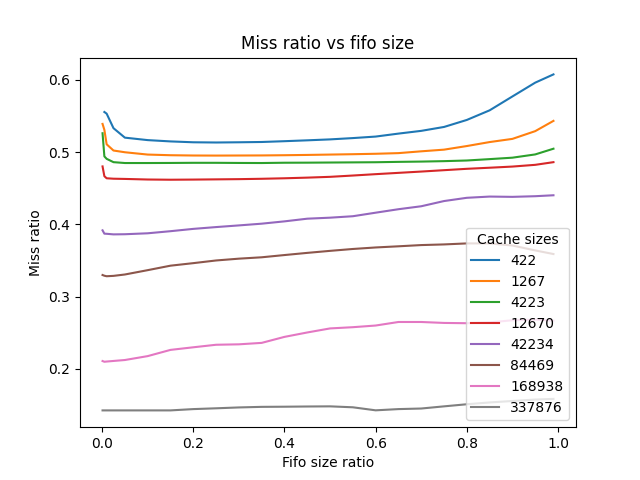 Miss ratio vs fifo size
0.6
0.5
0.4
0.3
0.2
Miss ratio
Cache sizes
422
1267
4223
12670
42234
84469
168938
337876
0.0 0.2 0.4 0.6 0.8 1.0
Fifo size ratio